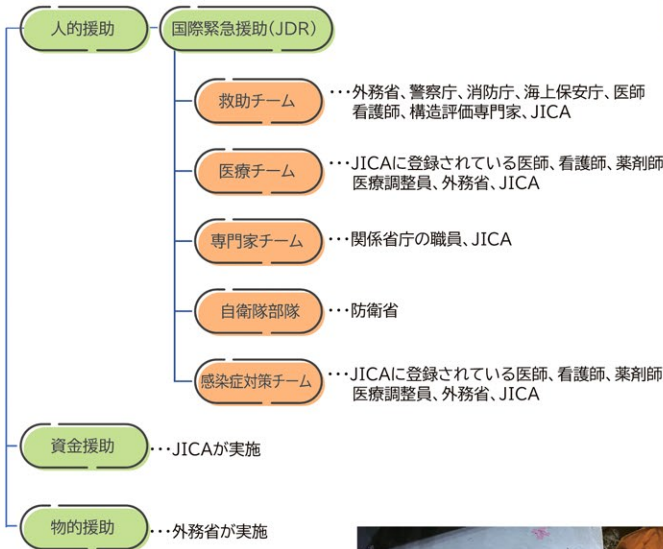 人的援助
国際緊急援助(JDR)
救助チーム
･･･外務省、警察庁、消防庁、海上保安庁、医師
看護師、構造評価専門家、JICA
医療チーム
･･･JICAに登録されている医師、看護師、薬剤師
医療調整員、外務省、JICA
専門家チーム
･･･関係省庁の職員、JICA
自衛隊部隊
･･･防衛省
感染症対策チーム
･･･JICAに登録されている医師、看護師、薬剤師
医療調整員、外務省、JICA
資金援助
･･･JICAが実施
物的援助
･･･外務省が実施